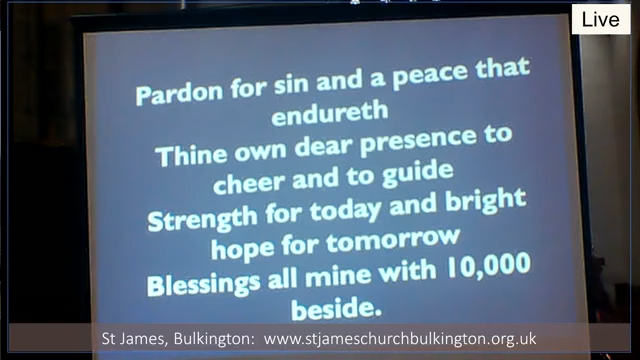 Live
Pardon for sin and a peace that
endureth
Thine own dear presence to
cheer and to guide
Strength for today and bright
hope for tomorrow
Blessings all mine with 10,000
beside.
St James, Bulkington: www.stjameschurchbulkington.org.uk